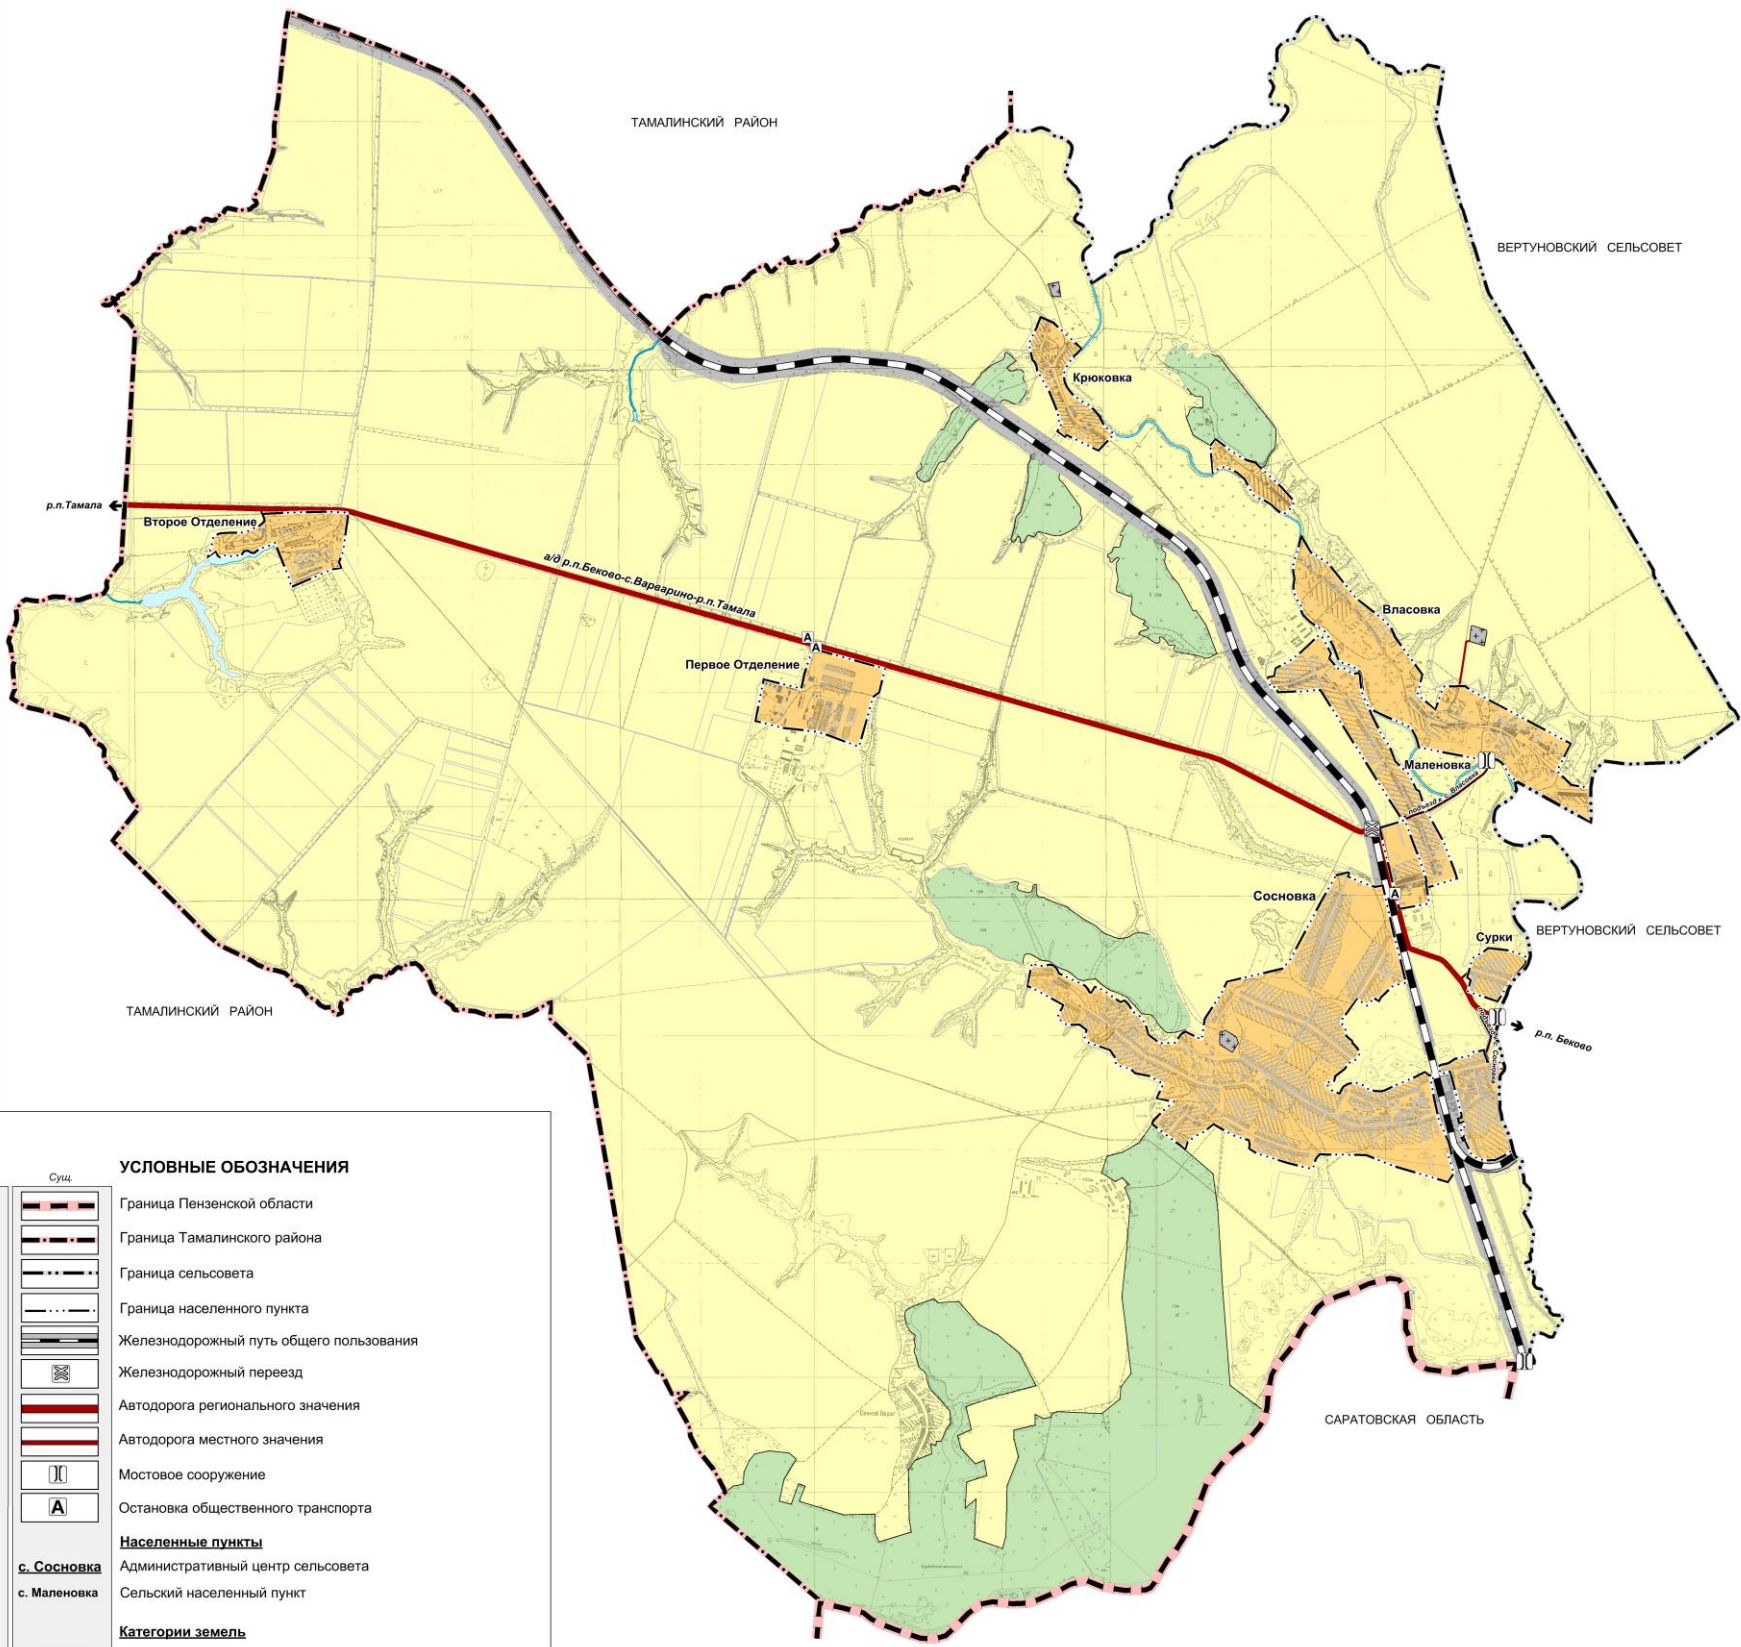 ТАМАЛИНСКИЙ РАЙОН
ВЕРТУНОВСКИЙ СЕЛЬСОВЕТ
Крюковка
р.п.Тамала
Второе Отделение
а/д р.п.Беково-с.Варварино-р.п.Тамала
А
А
Первое Отделение
Власовка
Маленовка
подъезд к с. Власовка
Сосновка
А
Сурки
ВЕРТУНОВСКИЙ СЕЛЬСОВЕТ
ТАМАЛИНСКИЙ РАЙОН
р.п. Беково
САРАТОВСКАЯ ОБЛАСТЬ
УСЛОВНЫЕ ОБОЗНАЧЕНИЯ
Сущ.
Граница Пензенской области
Граница Тамалинского района
Граница сельсовета
Граница населенного пункта
Железнодорожный путь общего пользования
Железнодорожный переезд
Автодорога регионального значения
Автодорога местного значения
Мостовое сооружение
А Остановка общественного транспорта
Населенные пункты
с. Сосновка Административный центр сельсовета
с. Маленовка Сельский населенный пункт
Категории земель